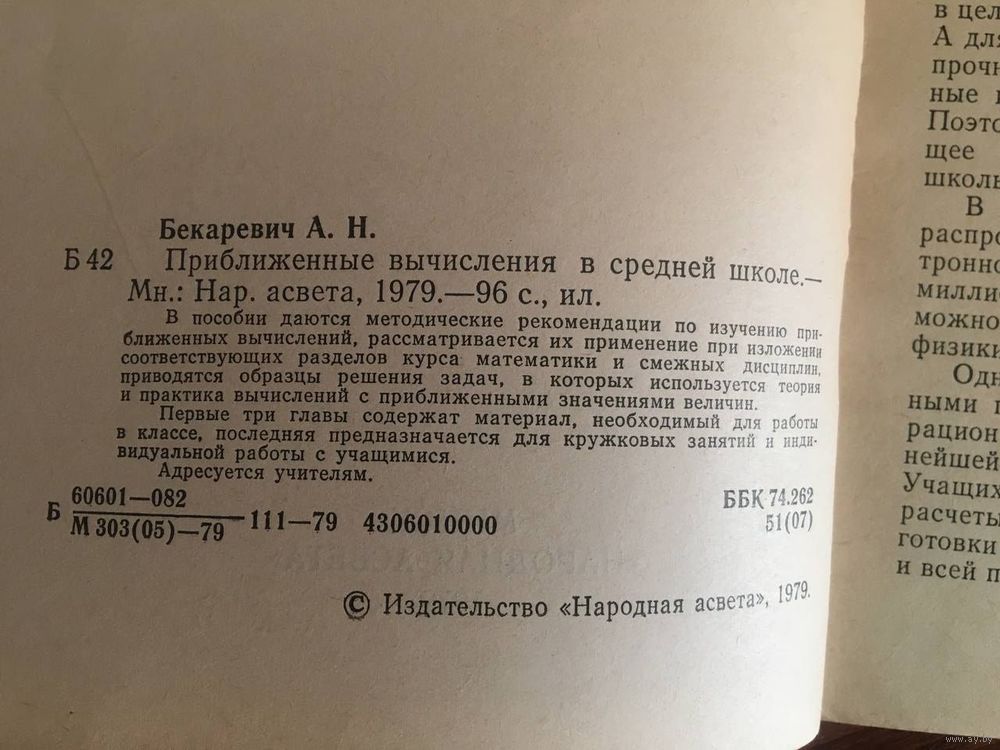 Бекаревич А. Н.
Б 42 Приближенные вычисления в средней школе.—
Мн.: Нар. асвета, 1979.—96 с., ил.
В пособии даются методические рекомендации по изучению при-
ближенных вычислений, рассматривается их применение при изложении
соответствующих разделов курса математики и смежных дисциплин,
приводятся образцы решения задач, в которых используется теория
и практика вычислений с приближенными значениями величин.
Первые три главы содержат материал, необходимый для работы
в классе, последняя предназначается для кружковых занятий и инди-
видуальной работы с учащимися.
Адресуется учителям.
60601—082
Б М 303(05)—79 —111—79 4306010000
ББК 74.262
51(07)
© Издательство «Народная асвета», 1979.
в цел
А для
прочн
ные
Поэто
щее
школь
В
распро
тронно
милли
можно
физики
Одн
ными
рацион
нейшей
Учащих
расчеты
готовки
и всей п
www.ay.by